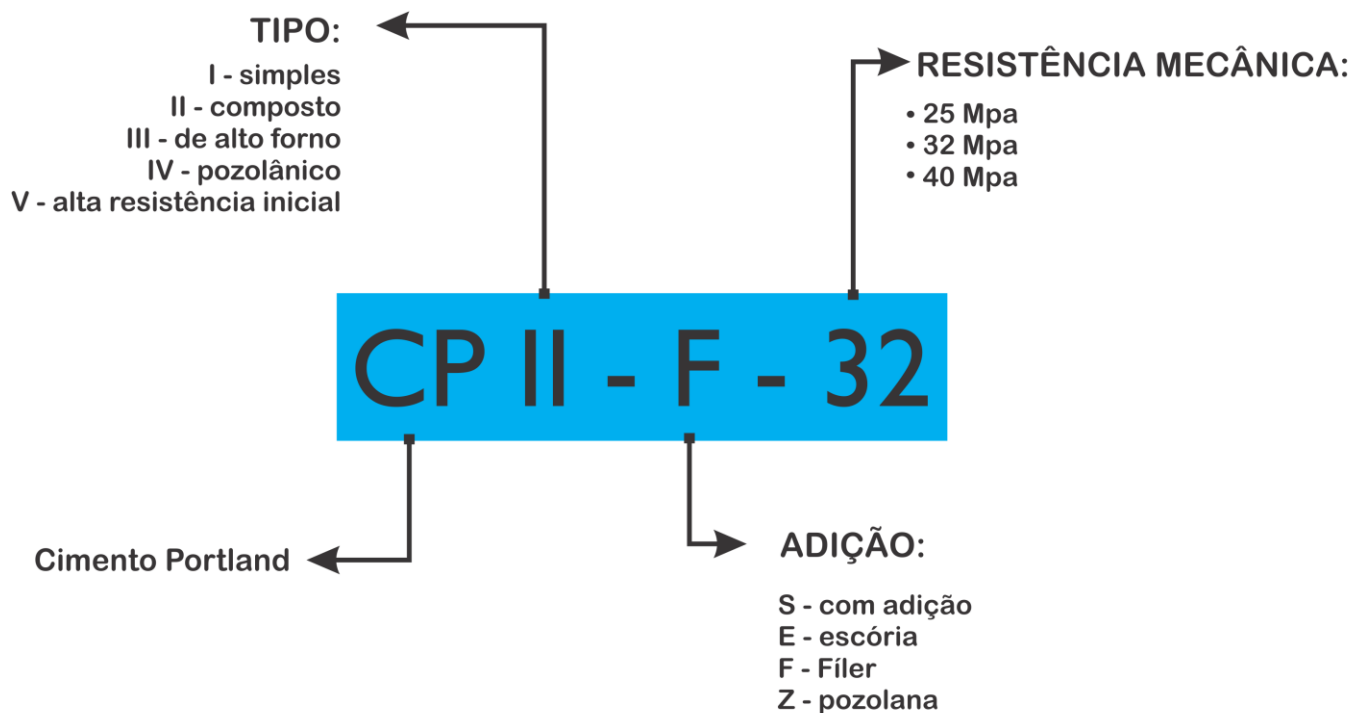 TIPO:
I - simples
II - composto
III - de alto forno
IV - pozolânico
V - alta resistência inicial
RESISTÊNCIA MECÂNICA:
• 25 Mpa
• 32 Mpa
• 40 Mpa
CP II - F - 32
Cimento Portland
ADIÇÃO:
S - com adição
E - escória
F - Fíler
Z - pozolana